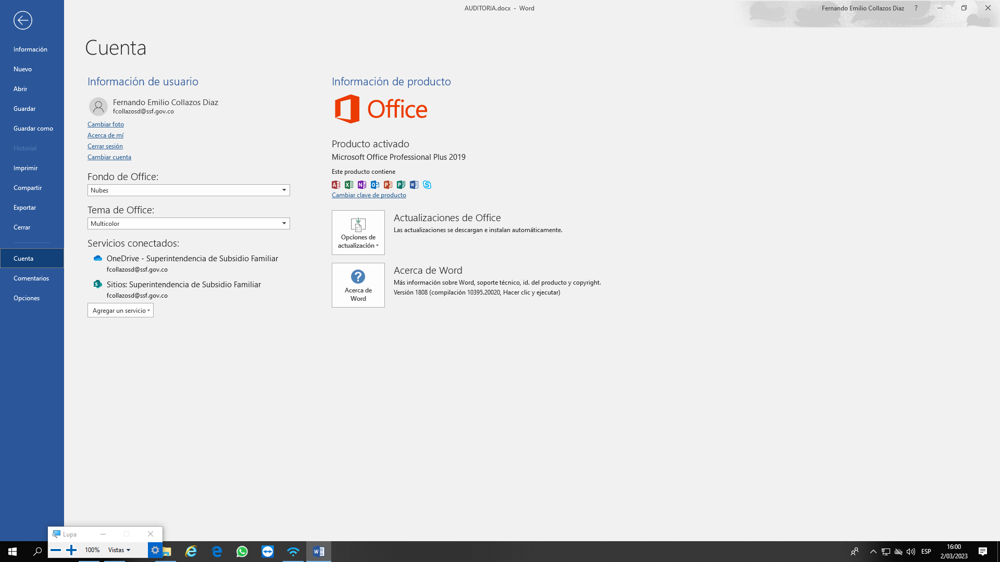 AUDITORIA.docx - Word
Fernando Emilio Collazos Diaz
?
Información
Nuevo
Abrir
Guardar
Guardar como
Historial
Imprimir
Compartir
Exportar
Cerrar
Cuenta
Comentarios
Opciones
Cuenta
Información de usuario
Fernando Emilio Collazos Diaz
fcollazosd@ssf.gov.co
Cambiar foto
Acerca de mí
Cerrar sesión
Cambiar cuenta
Fondo de Office:
Nubes
Tema de Office:
Multicolor
Servicios conectados:
OneDrive - Superintendencia de Subsidio Familiar
fcollazosd@ssf.gov.co
Sitios: Superintendencia de Subsidio Familiar
fcollazosd@ssf.gov.co
Agregar un servicio
Información de producto
Office
Producto activado
Microsoft Office Professional Plus 2019
Este producto contiene
Cambiar clave de producto
Opciones de
actualización
Actualizaciones de Office
Las actualizaciones se descargan e instalan automáticamente.
Acerca de
Word
Acerca de Word
Más información sobre Word, soporte técnico, id. del producto y copyright.
Versión 1808 (compilación 10395.20020, Hacer clic y ejecutar)
Lupa
100%
Vistas
ESP
16:00
2/03/2023